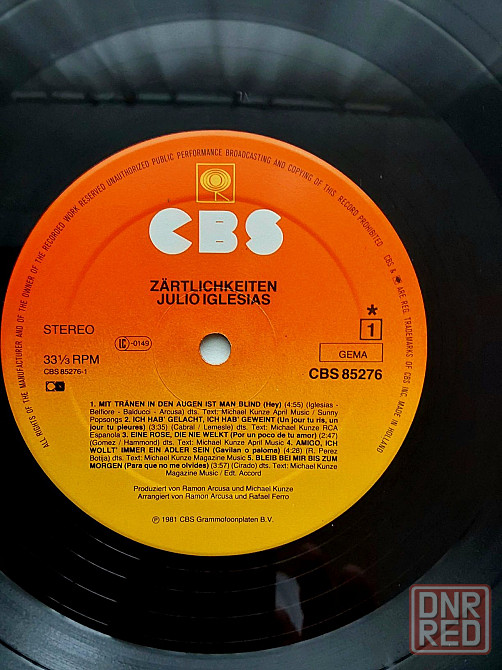 ALL RIGHTS OF THE MANUFACTURER AND OF THE OWNER OF THE RECORDED WORK RESERVED UNAUTHORIZED PUBLIC PERFORMANCE BROADCASTING AND COPYING OF THIS RECORD PROHIBITED CBS & ARE REG. TRADEMARKS OF CBS INC. MADE IN HOLLAND
CBS
ZÄRTLICHKEITEN
JULIO IGLESIAS
STEREO
33⅓ RPM
CBS 85276-1
(LC)-0149
*
1
GEMA
CBS 85276
1. MIT TRÄNEN IN DEN AUGEN IST MAN BLIND (Hey) (4:55) (Iglesias -
Belfiore - Balducci - Arcusa) dts. Text: Michael Kunze April Music / Sunny
Popsongs 2. ICH HAB' GELACHT, ICH HAB' GEWEINT (Un jour tu ris, un
jour tu pleures) (3:35) (Cabral / Lemesle) dts. Text: Michael Kunze RCA
Espanola 3. EINE ROSE, DIE NIE WELKT (Por un poco de tu amor) (2:47)
(Gomez / Hammond) dts. Text: Michael Kunze April Music 4. AMIGO, ICH
WOLLT' IMMER EIN ADLER SEIN (Gavilan o paloma) (4:28) (R. Perez
Botija) dts. Text: Michael Kunze Magazine Music 5. BLEIB BEI MIR BIS ZUM
MORGEN (Para que no me olvides) (3:57) (Cirado) dts. Text: Michael Kunze
Magazine Music / Edt. Accord
Produziert von Ramon Arcusa und Michael Kunze
Arrangiert von Ramon Arcusa und Rafael Ferro
℗ 1981 CBS Grammofoonplaten B.V.
DNR
RED